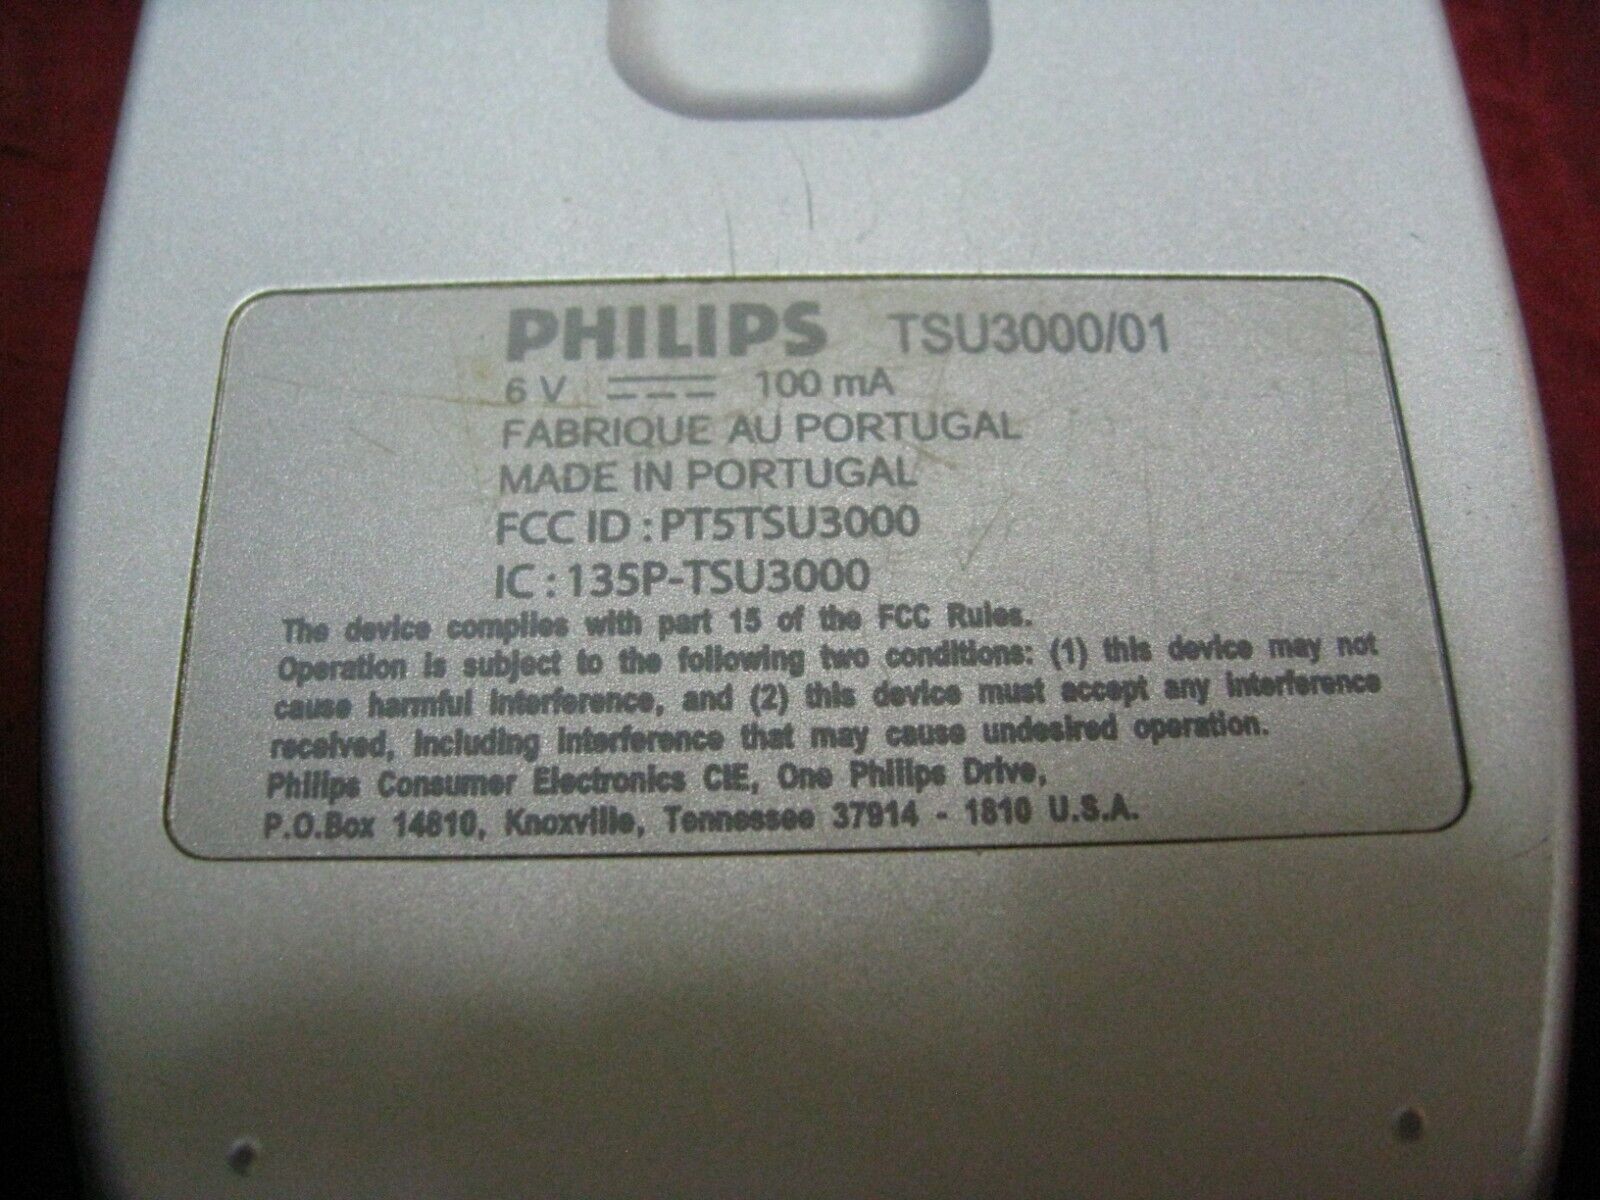 PHILIPS TSU3000/01
6 V 100 mA
FABRIQUE AU PORTUGAL
MADE IN PORTUGAL
FCC ID : PT5TSU3000
IC : 135P-TSU3000
The device complies with part 15 of the FCC Rules.
Operation is subject to the following two conditions: (1) this device may not
cause harmful interference, and (2) this device must accept any interference
received, including interference that may cause undesired operation.
Philips Consumer Electronics CIE, One Philips Drive,
P.O.Box 14810, Knoxville, Tennessee 37914 - 1810 U.S.A.